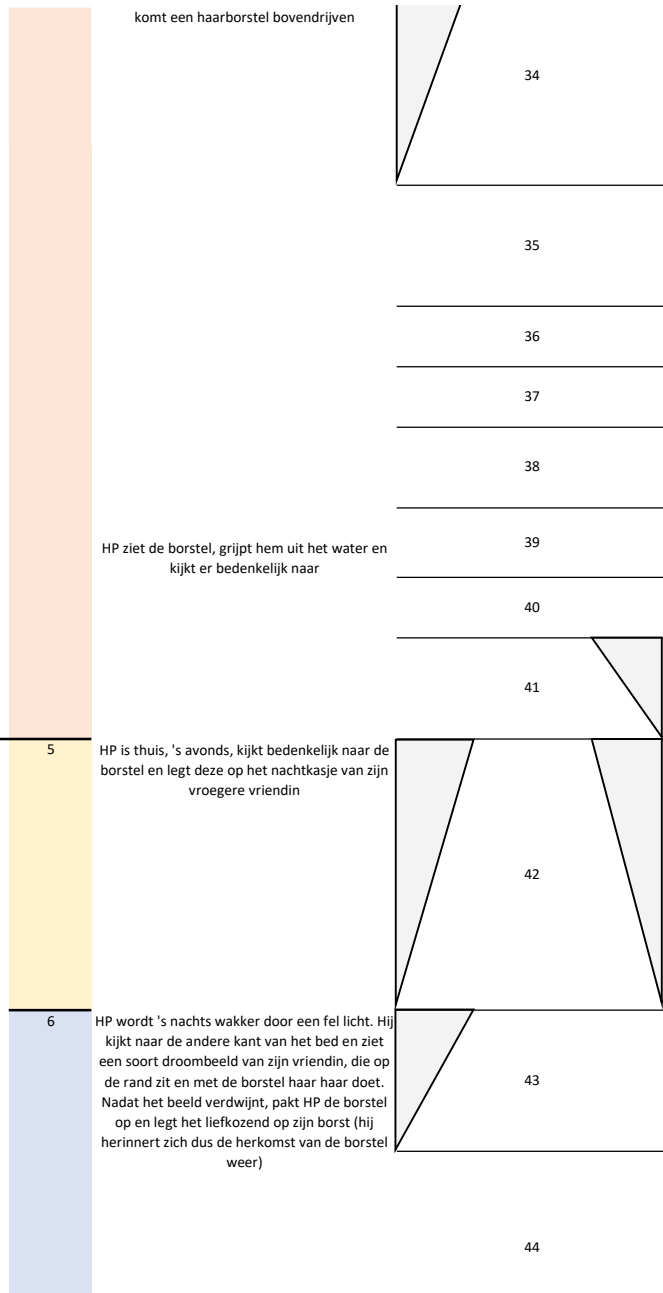 komt een haarborstel bovendrijven
34
35
36
37
38
39
HP ziet de borstel, grijpt hem uit het water en
kijkt er bedenkelijk naar
40
41
5
HP is thuis, 's avonds, kijkt bedenkelijk naar de
borstel en legt deze op het nachtkasje van zijn
vroegere vriendin
42
6
HP wordt 's nachts wakker door een fel licht. Hij
kijkt naar de andere kant van het bed en ziet
een soort droombeeld van zijn vriendin, die op
de rand zit en met de borstel haar haar doet.
Nadat het beeld verdwijnt, pakt HP de borstel
op en legt het liefkozend op zijn borst (hij
herinnert zich dus de herkomst van de borstel
weer)
43
44